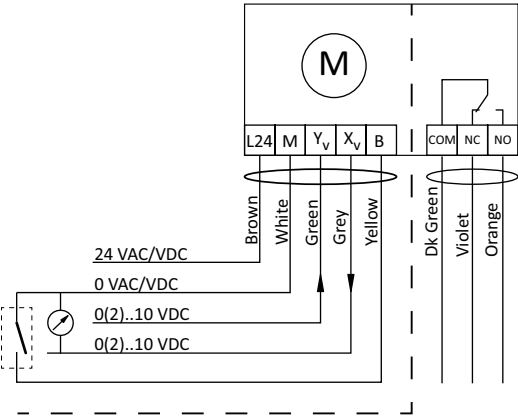 M
L24 M Yv Xv B COM NC NO
Brown White Green Grey Yellow Dk Green Violet Orange
24 VAC/VDC
0 VAC/VDC
0(2)..10 VDC
0(2)..10 VDC